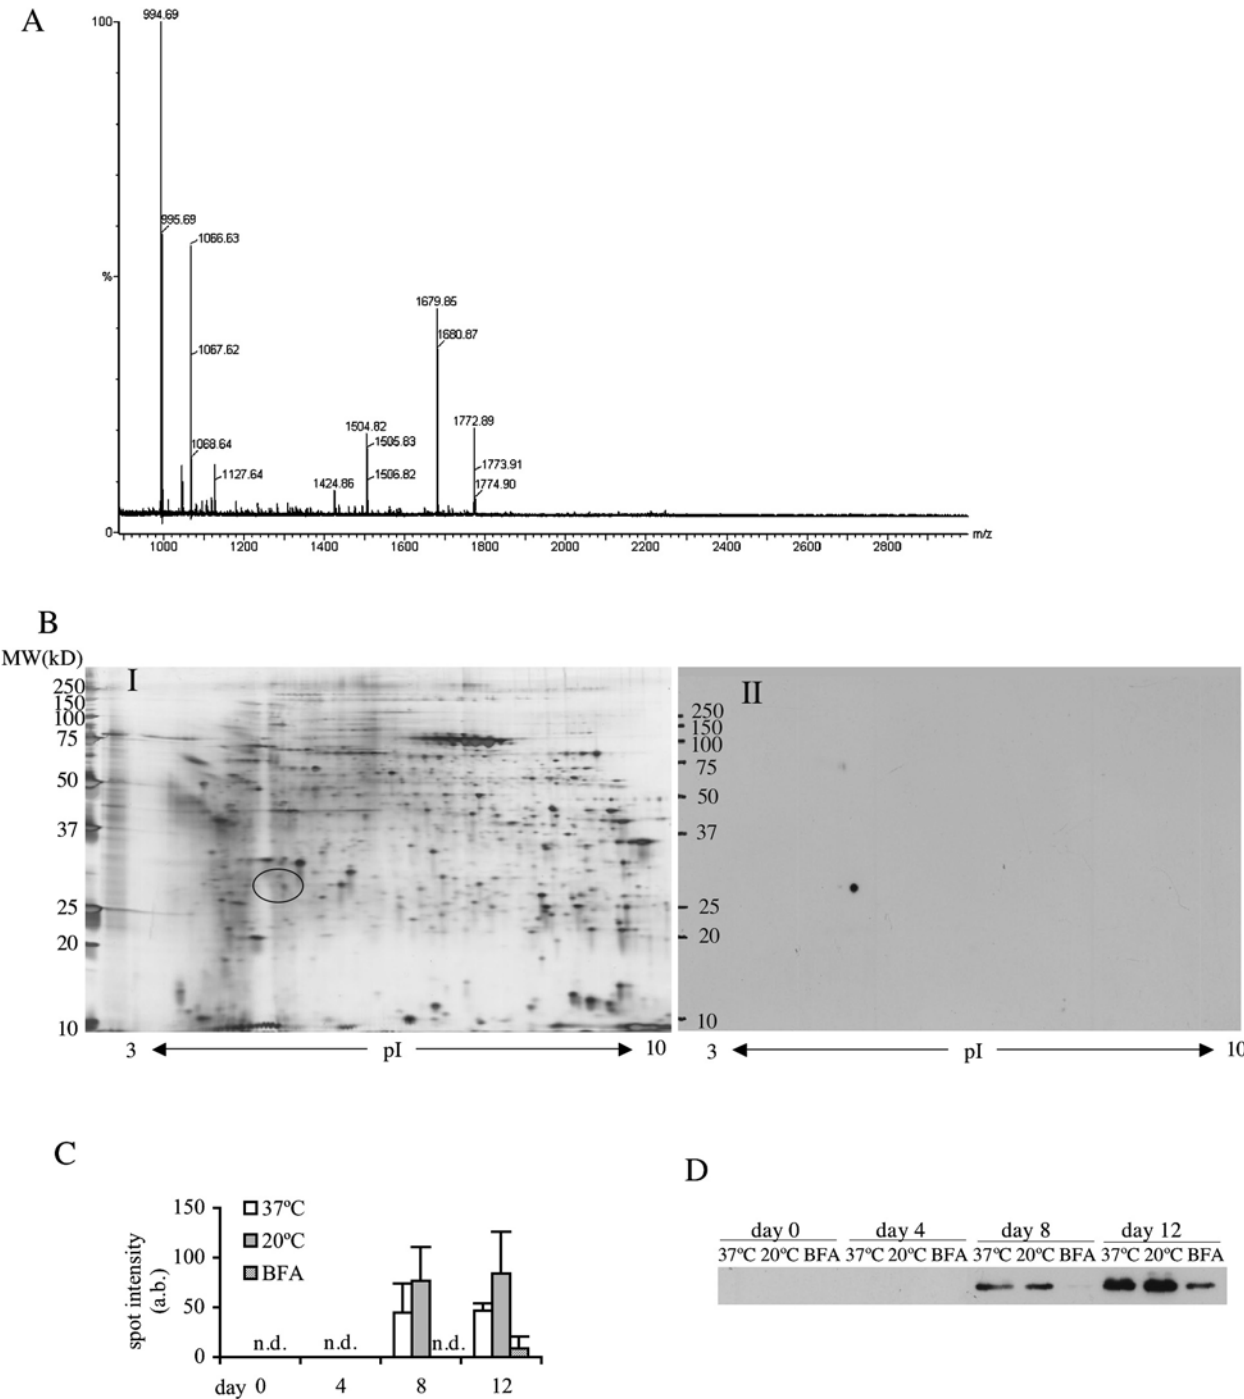 A
100
994.69
995.69
1066.63
1067.62
1068.64
1127.64
1424.86
1504.82
1505.83
1506.82
1679.85
1680.87
1772.89
1773.91
1774.90
%
0
1000 1200 1400 1600 1800 2000 2200 2400 2600 2800 m/z
B
MW(kD)
I
250
150
100
75
50
37
25
20
10
3 pI 10
II
250
150
100
75
50
37
25
20
10
3 pI 10
C
spot intensity
(a.b.)
150
100
50
0
37ºC
20ºC
BFA
n.d. n.d. n.d.
day 0 4 8 12
D
day 0 day 4 day 8 day 12
37ºC 20ºC BFA 37ºC 20ºC BFA 37ºC 20ºC BFA 37ºC 20ºC BFA